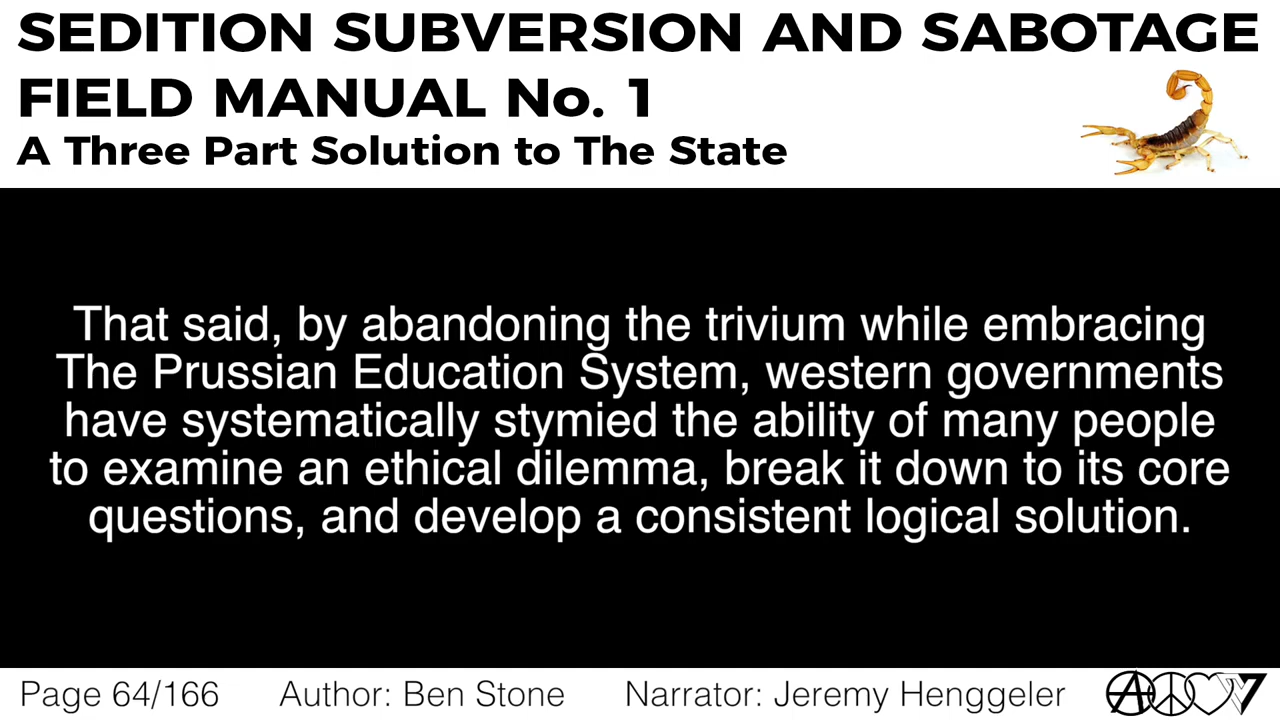 SEDITION SUBVERSION AND SABOTAGE
FIELD MANUAL No. 1
A Three Part Solution to The State
That said, by abandoning the trivium while embracing
The Prussian Education System, western governments
have systematically stymied the ability of many people
to examine an ethical dilemma, break it down to its core
questions, and develop a consistent logical solution.
Page 64/166 Author: Ben Stone Narrator: Jeremy Henggeler